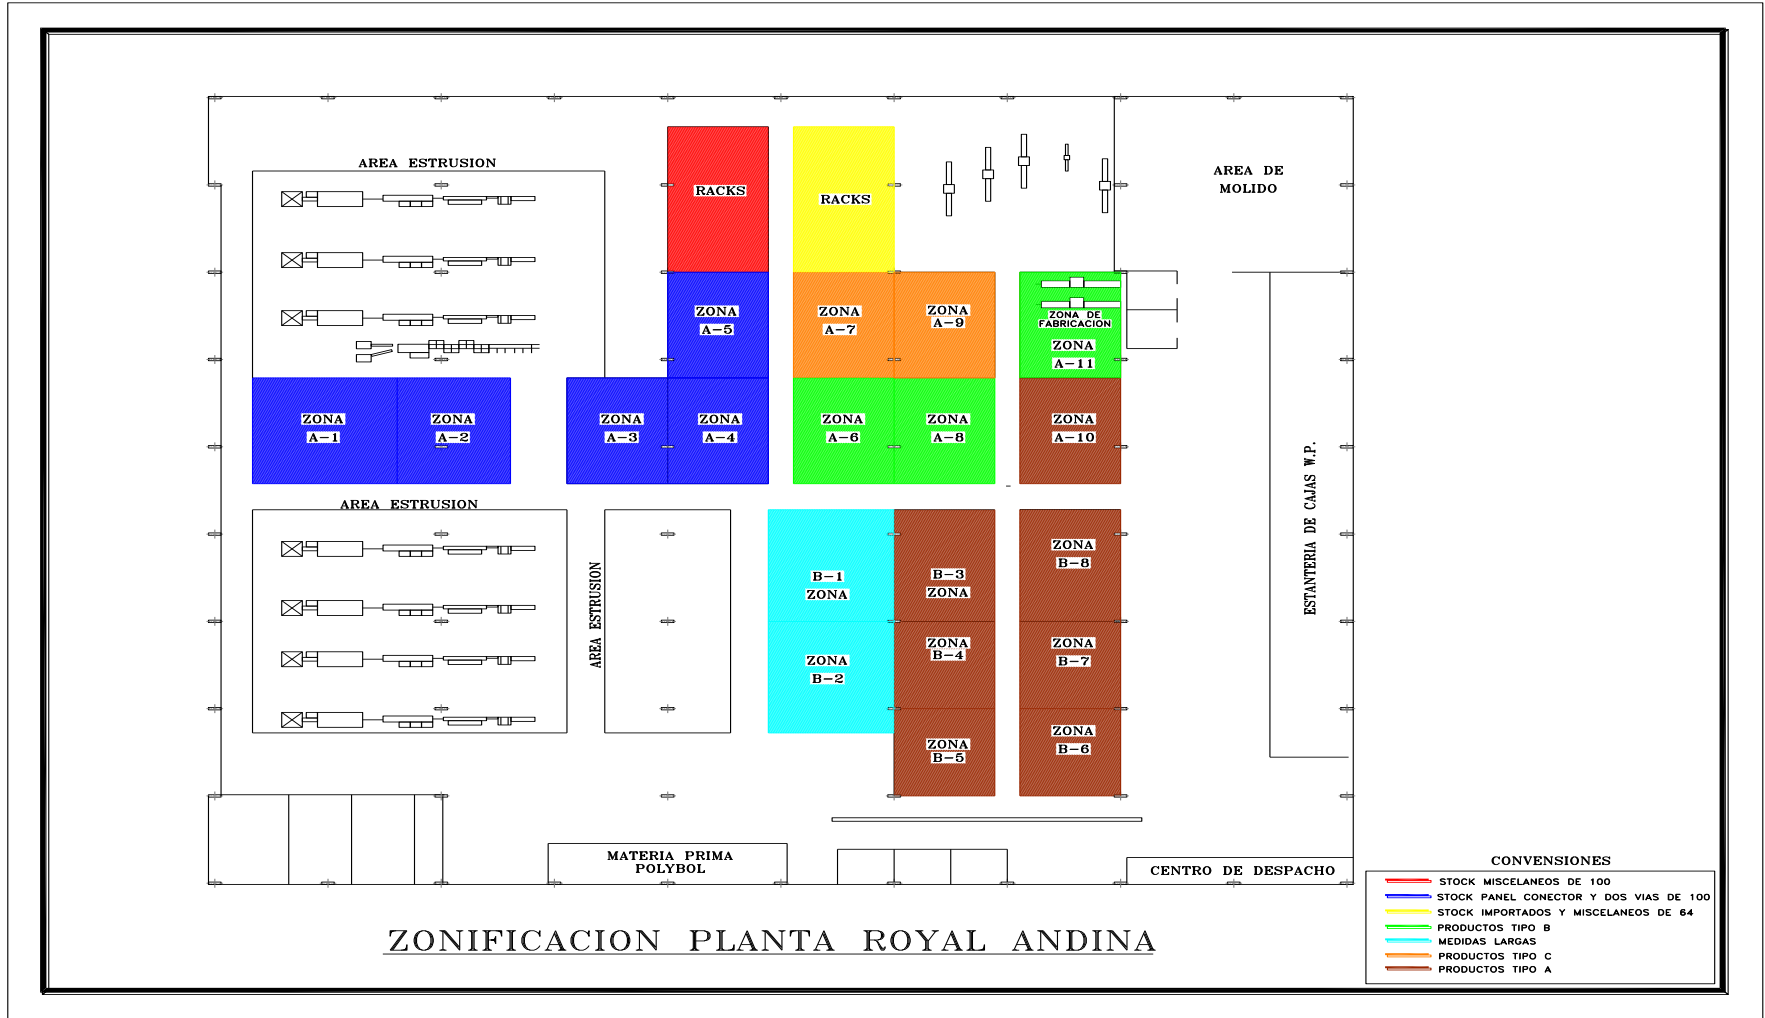 AREA ESTRUSION
RACKS
RACKS
AREA DE
MOLIDO
ZONA
A-5
ZONA
A-7
ZONA
A-9
ZONA DE
FABRICACION
ZONA
A-11
ZONA
A-1
ZONA
A-2
ZONA
A-3
ZONA
A-4
ZONA
A-6
ZONA
A-8
ZONA
A-10
AREA ESTRUSION
AREA ESTRUSION
B-1
ZONA
ZONA
B-2
B-3
ZONA
ZONA
B-4
ZONA
B-5
ZONA
B-8
ZONA
B-7
ZONA
B-6
ESTANTERIA DE CAJAS W.P.
MATERIA PRIMA
POLYBOL
CENTRO DE DESPACHO
ZONIFICACION PLANTA ROYAL ANDINA
CONVENSIONES
STOCK MISCELANEOS DE 100
STOCK PANEL CONECTOR Y DOS VIAS DE 100
STOCK IMPORTADOS Y MISCELANEOS DE 64
PRODUCTOS TIPO B
MEDIDAS LARGAS
PRODUCTOS TIPO C
PRODUCTOS TIPO A